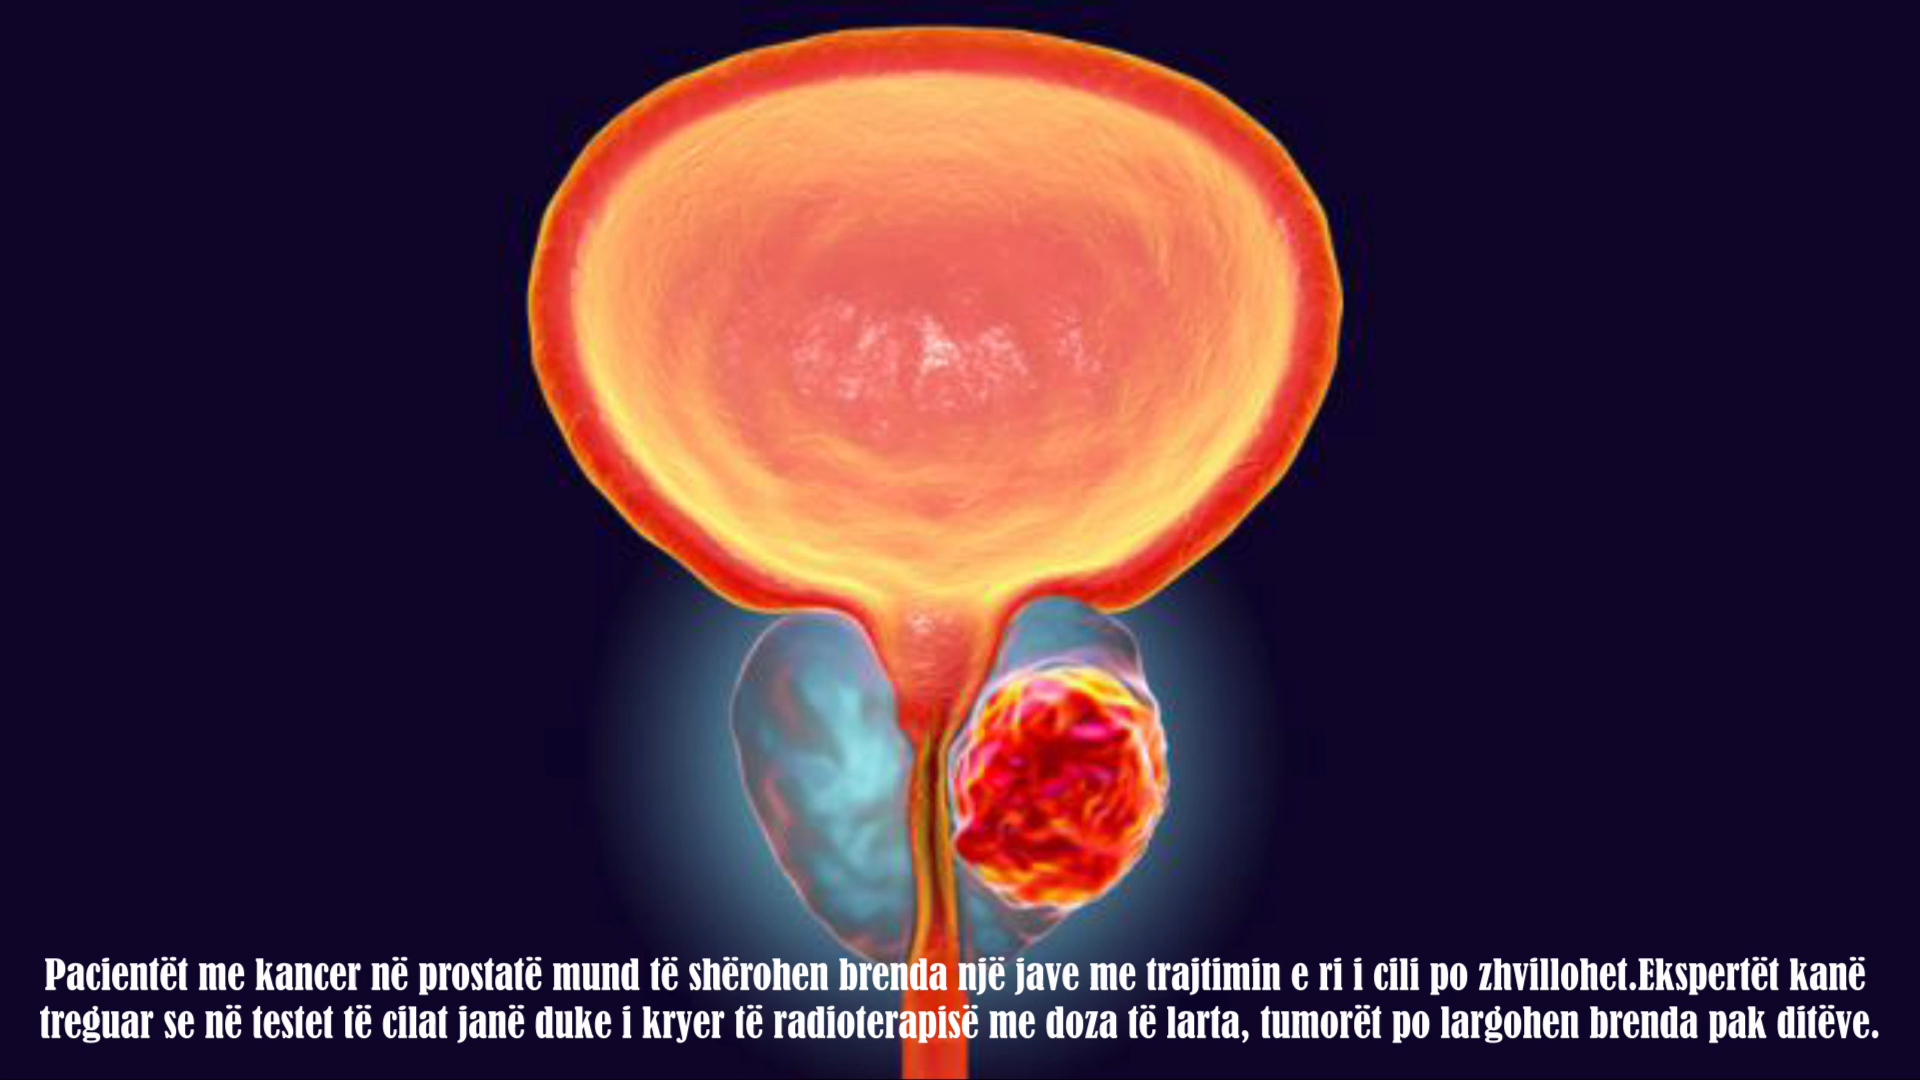 Pacientët me kancer në prostatë mund të shërohen brenda një jave me trajtimin e ri i cili po zhvillohet.Ekspertët kanë
treguar se në testet të cilat janë duke i kryer të radioterapisë me doza të larta, tumorët po largohen brenda pak ditëve.